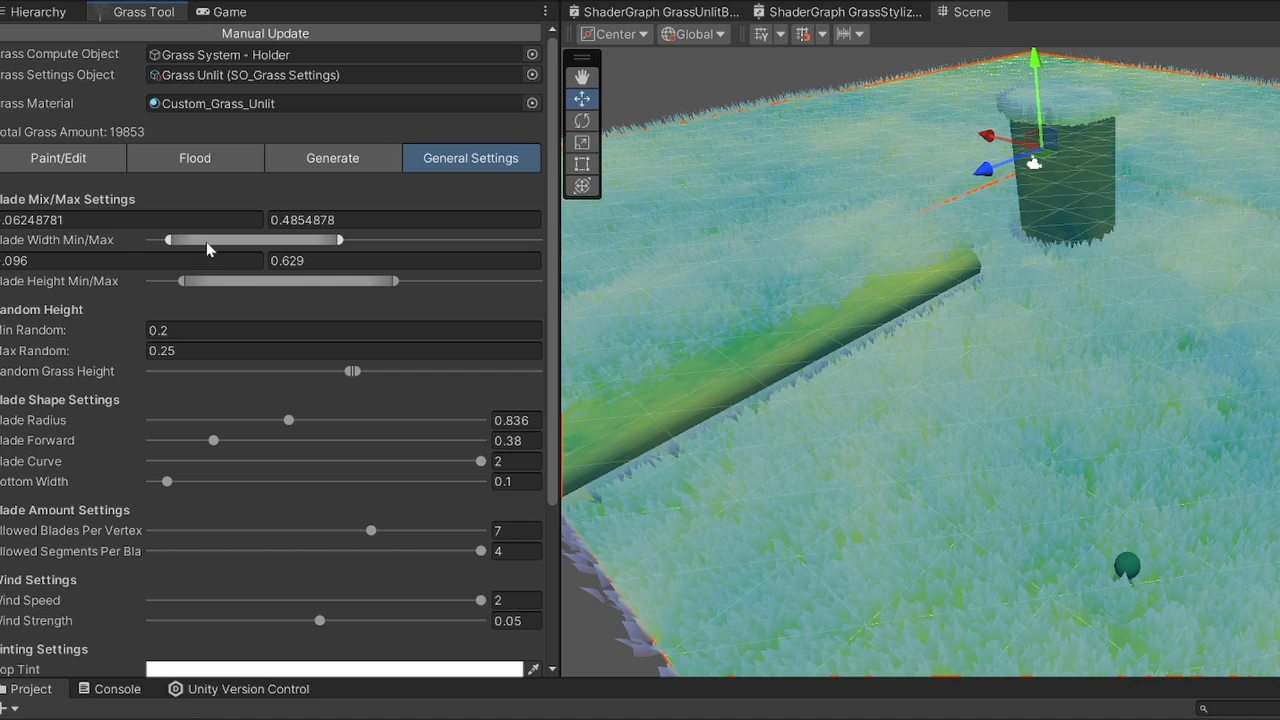 Hierarchy
Grass Tool
Game
ShaderGraph GrassUnlitB...
ShaderGraph GrassStyliz...
Scene
Manual Update
Center
Global
rass Compute Object
Grass System - Holder
rass Settings Object
Grass Unlit (SO_Grass Settings)
rass Material
Custom_Grass_Unlit
otal Grass Amount: 19853
Paint/Edit
Flood
Generate
General Settings
lade Mix/Max Settings
.06248781
0.4854878
lade Width Min/Max
.096
0.629
lade Height Min/Max
andom Height
Min Random:
0.2
Max Random:
0.25
andom Grass Height
lade Shape Settings
lade Radius
0.836
lade Forward
0.38
lade Curve
2
ottom Width
0.1
lade Amount Settings
llowed Blades Per Vertex
7
llowed Segments Per Bla
4
Wind Settings
Wind Speed
2
Wind Strength
0.05
inting Settings
op Tint
Project
Console
Unity Version Control